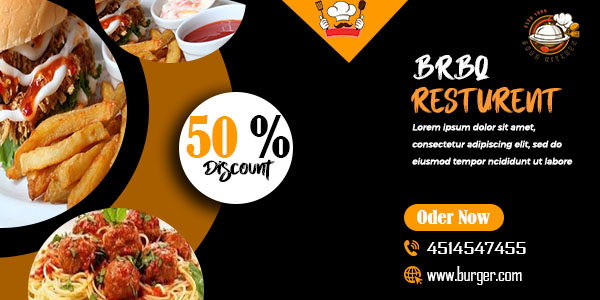 BRBQ
RESTURENT
Lorem ipsum dolor sit amet,
consectetur adipiscing elit, sed do
eiusmod tempor ncididunt ut labore
50 %
Discount
Oder Now
4514547455
www.burger.com